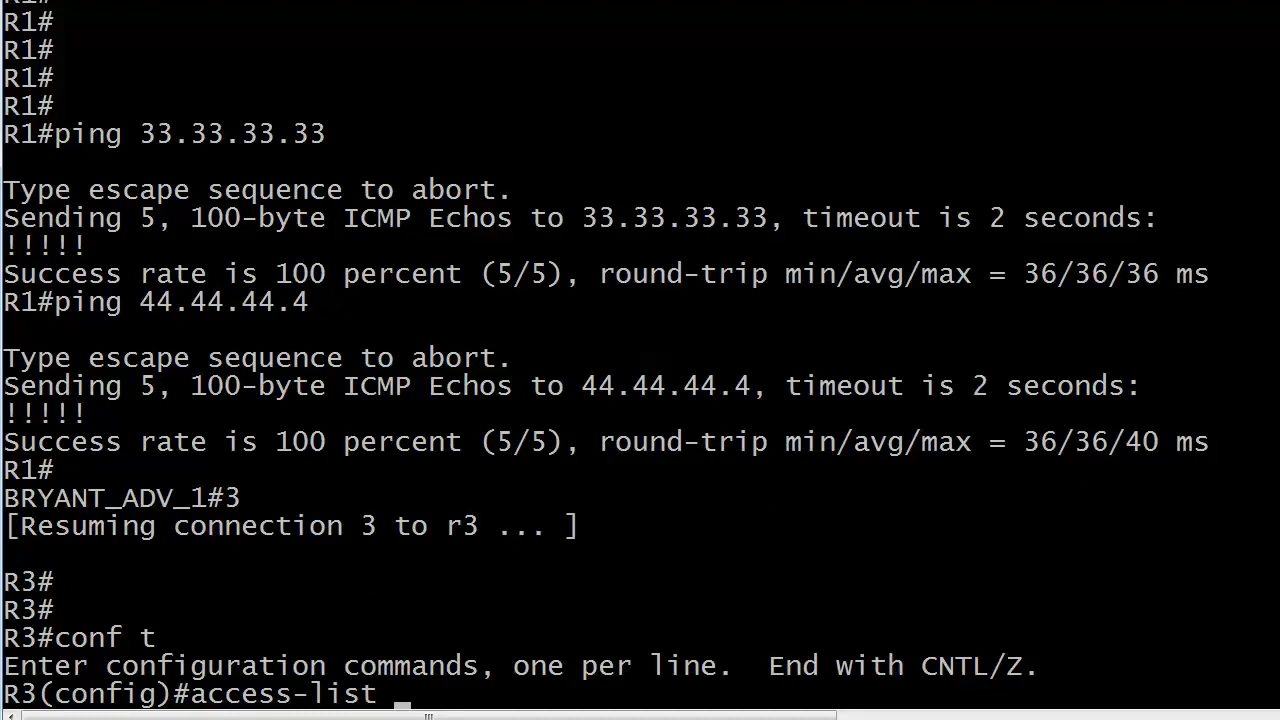 R1#
R1#
R1#
R1#
R1#
R1#ping 33.33.33.33
Type escape sequence to abort.
Sending 5, 100-byte ICMP Echos to 33.33.33.33, timeout is 2 seconds:
!!!!!
Success rate is 100 percent (5/5), round-trip min/avg/max = 36/36/36 ms
R1#ping 44.44.44.4
Type escape sequence to abort.
Sending 5, 100-byte ICMP Echos to 44.44.44.4, timeout is 2 seconds:
!!!!!
Success rate is 100 percent (5/5), round-trip min/avg/max = 36/36/40 ms
R1#
BRYANT_ADV_1#3
[Resuming connection 3 to r3 ... ]
R3#
R3#
R3#conf t
Enter configuration commands, one per line.  End with CNTL/Z.
R3(config)#access-list _